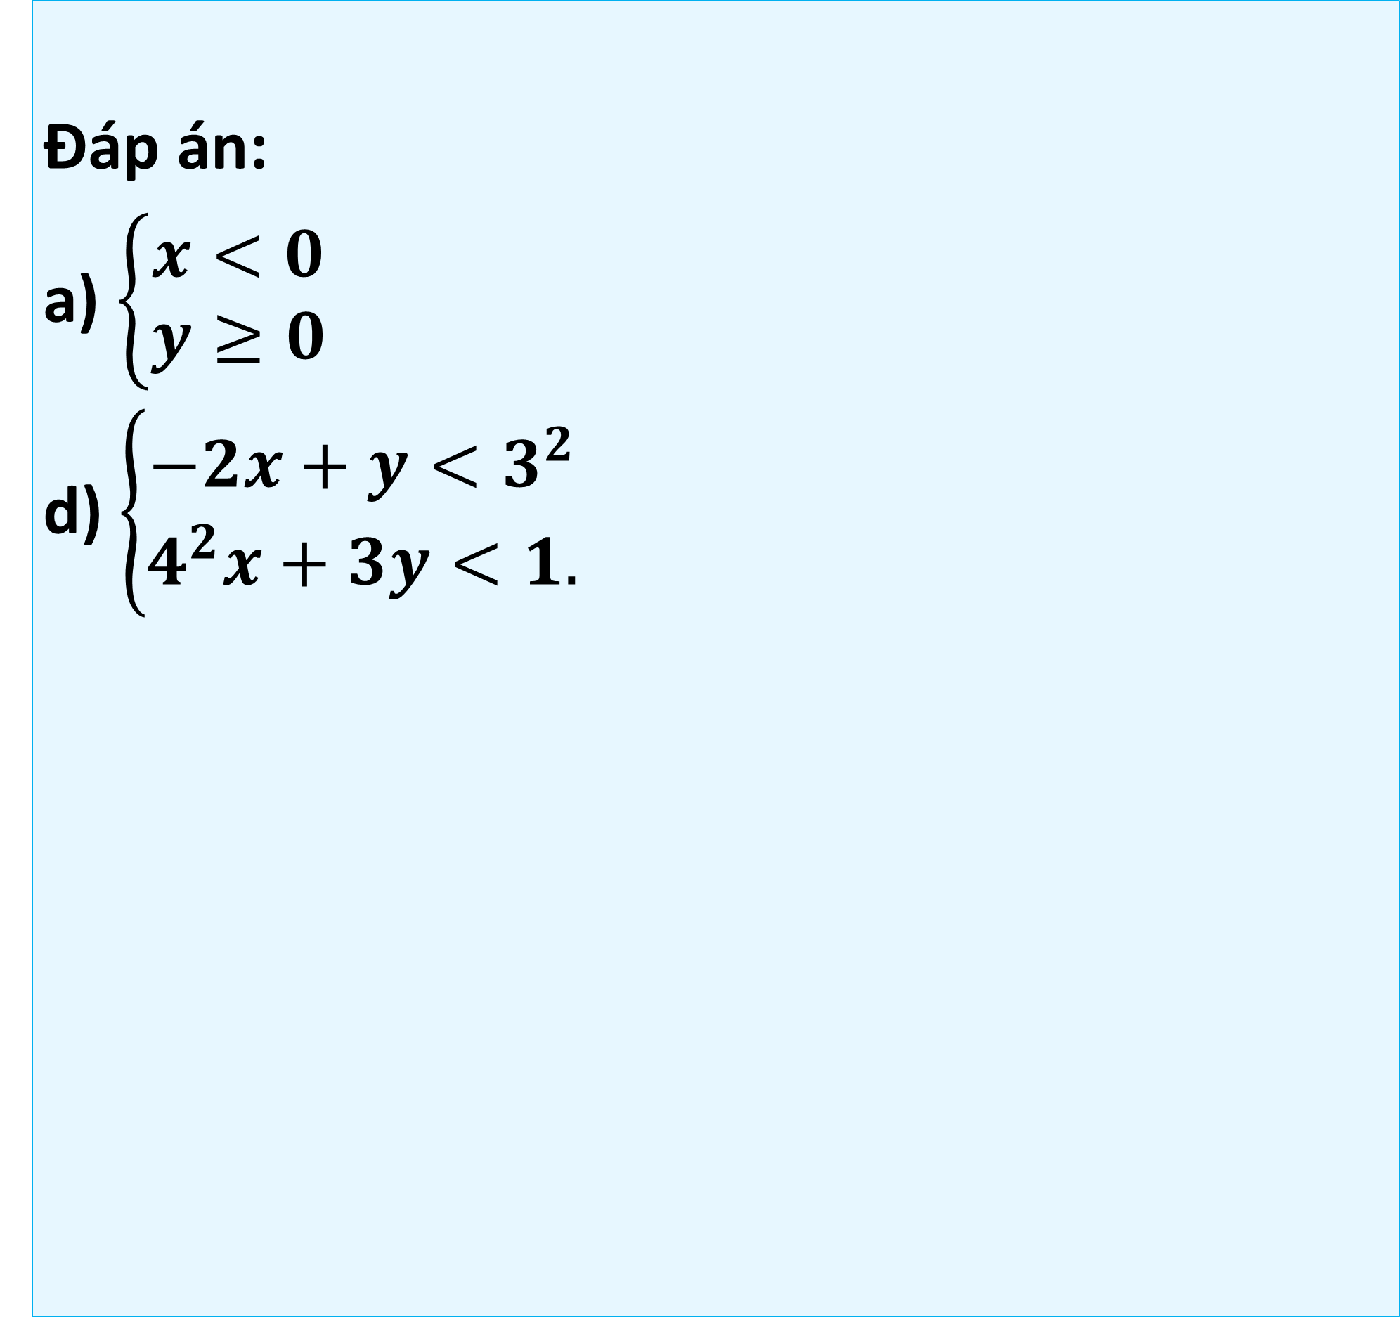 Đáp án:
a) { x < 0
y ≥ 0
d) { −2x + y < 3²
4²x + 3y < 1.